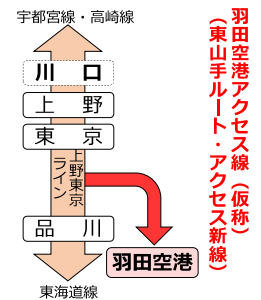 羽田空港アクセス線（仮称）
（東山手ルート・アクセス新線）
宇都宮線・高崎線
川口
上野
東京
上野東京
ライン
品川
羽田空港
東海道線